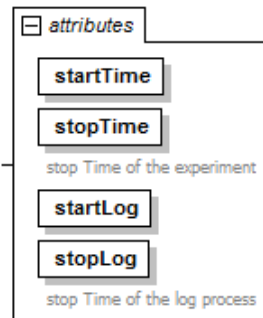 attributes
startTime
stopTime
stop Time of the experiment
startLog
stopLog
stop Time of the log process